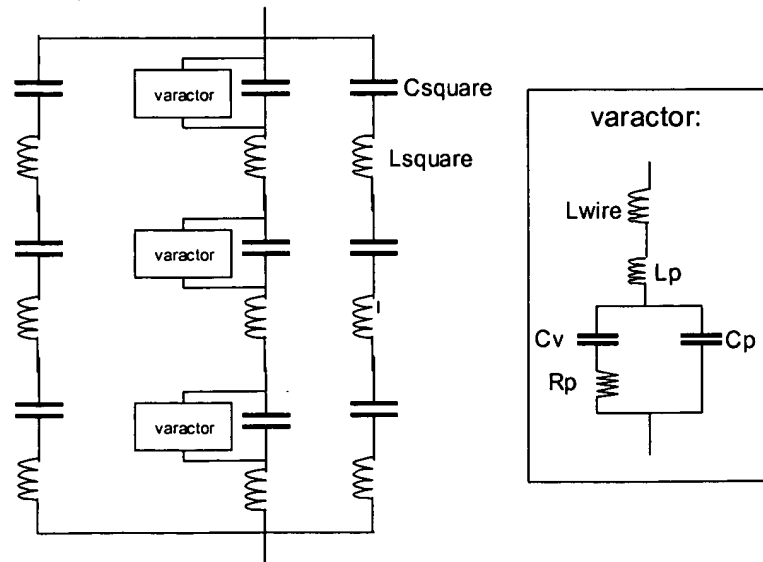 varactor
Csquare
Lsquare
varactor
varactor
varactor:
Lwire
Lp
Cv
Cp
Rp